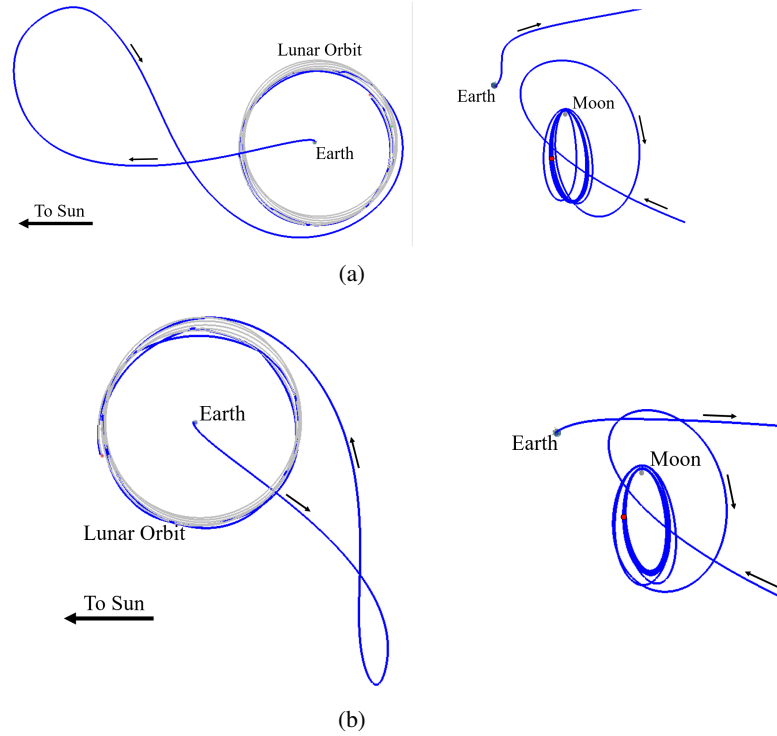 Lunar Orbit
Earth
To Sun
Earth
Moon
(a)
Earth
Lunar Orbit
To Sun
Earth
Moon
(b)